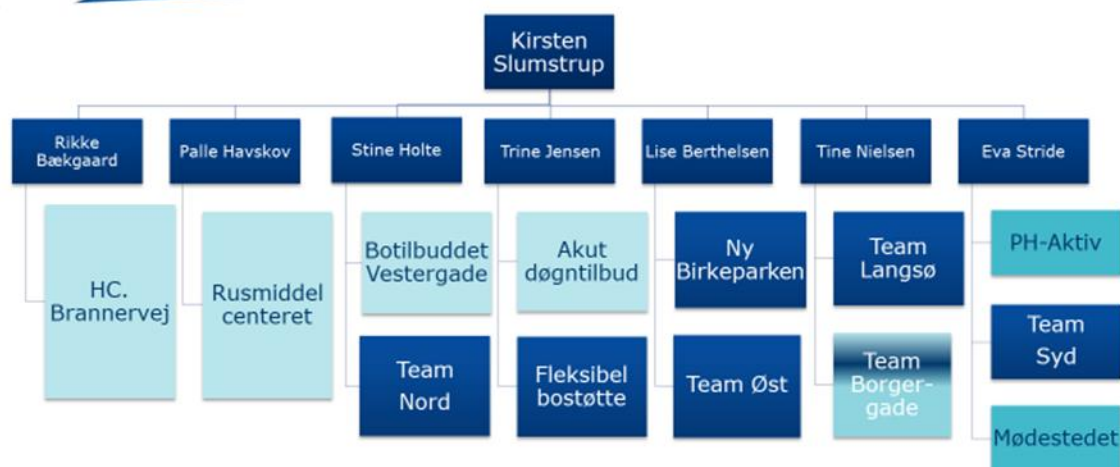 Kirsten
Slumstrup
Rikke
Bækgaard
Palle Havskov
Stine Holte
Trine Jensen
Lise Berthelsen
Tine Nielsen
Eva Stride
HC.
Brannervej
Rusmiddel
centeret
Botilbuddet
Vestergade
Team
Nord
Akut
døgntilbud
Fleksibel
bostøtte
Ny
Birkeparken
Team Øst
Team
Langsø
Team
Borger-
gade
PH-Aktiv
Team
Syd
Mødestedet